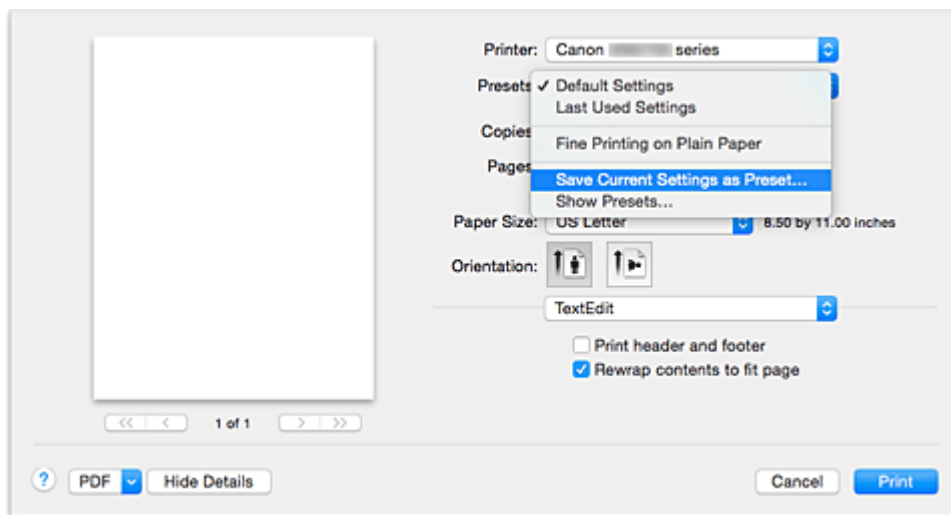 Printer: Canon series
Presets ✓ Default Settings
Last Used Settings
Copies
Fine Printing on Plain Paper
Pages
Save Current Settings as Preset...
Show Presets...
Paper Size: US Letter 8.50 by 11.00 inches
Orientation:
TextEdit
Print header and footer
Rewrap contents to fit page
<< < 1 of 1 > >>
? PDF Hide Details Cancel Print